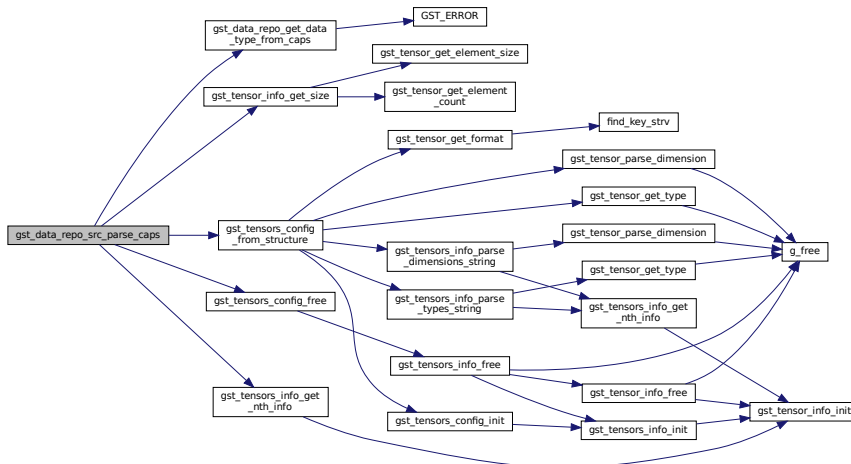 GST_ERROR
gst_data_repo_get_data
_type_from_caps
gst_tensor_get_element_size
gst_tensor_info_get_size
gst_tensor_get_element
_count
find_key_strv
gst_tensor_get_format
gst_tensor_parse_dimension
gst_tensor_get_type
gst_data_repo_src_parse_caps
gst_tensors_config
_from_structure
gst_tensor_parse_dimension
g_free
gst_tensors_info_parse
_dimensions_string
gst_tensor_get_type
gst_tensors_config_free
gst_tensors_info_parse
_types_string
gst_tensors_info_get
_nth_info
gst_tensors_info_free
gst_tensor_info_free
gst_tensors_info_get
_nth_info
gst_tensor_info_init
gst_tensors_config_init
gst_tensors_info_init